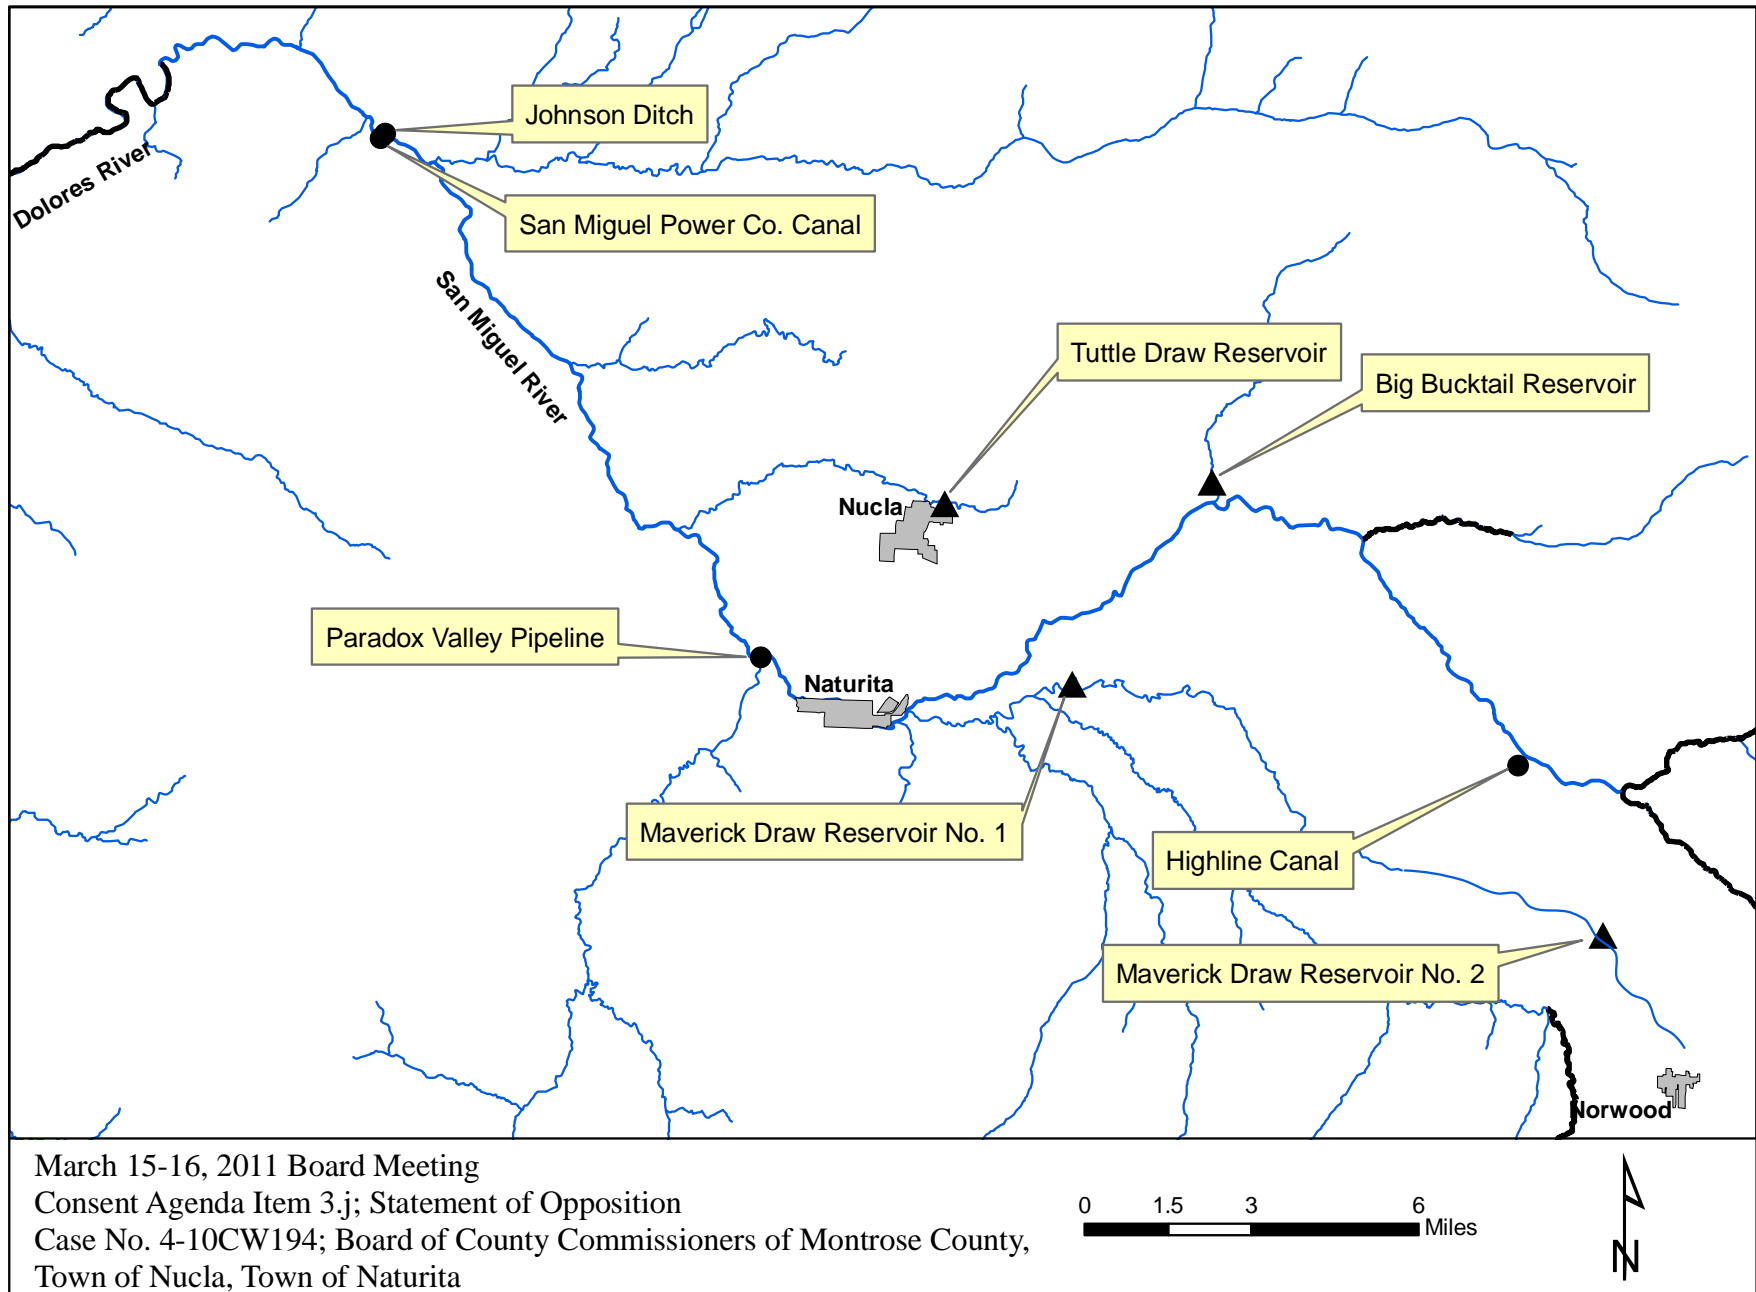 Johnson Ditch
Dolores River
San Miguel Power Co. Canal
San Miguel River
Tuttle Draw Reservoir
Big Bucktail Reservoir
Nucla
Paradox Valley Pipeline
Naturita
Maverick Draw Reservoir No. 1
Highline Canal
Maverick Draw Reservoir No. 2
Norwood
March 15-16, 2011 Board Meeting
Consent Agenda Item 3.j; Statement of Opposition
Case No. 4-10CW194; Board of County Commissioners of Montrose County,
Town of Nucla, Town of Naturita
0 1.5 3 6
Miles
N